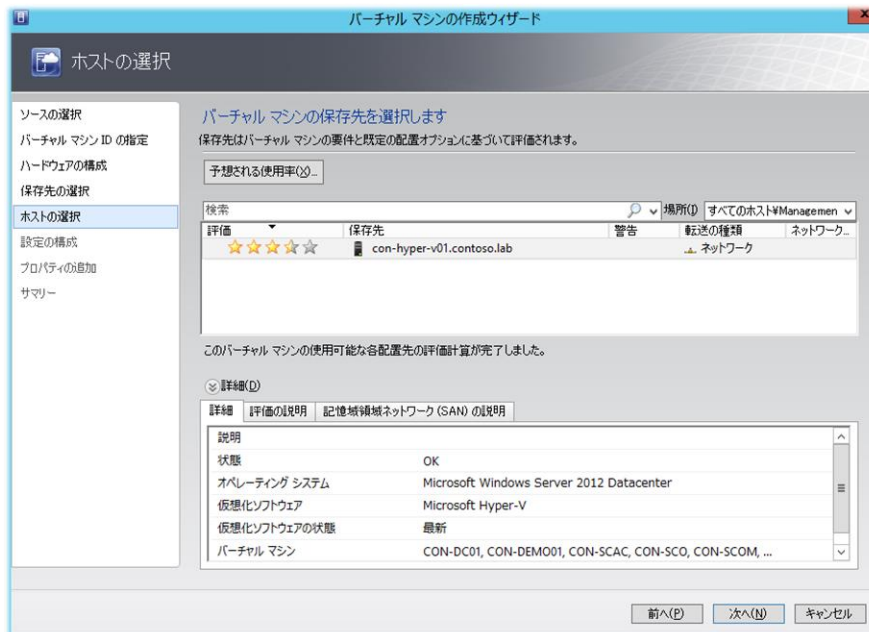 バーチャル マシンの作成ウィザード
ホストの選択
ソースの選択
バーチャル マシン ID の指定
ハードウェアの構成
保存先の選択
ホストの選択
設定の構成
プロパティの追加
サマリー
バーチャル マシンの保存先を選択します
保存先はバーチャル マシンの要件と既定の配置オプションに基づいて評価されます。
予想される使用率(X)...
検索 場所(I) すべてのホスト¥Managemen
評価 保存先 警告 転送の種類 ネットワーク...
con-hyper-v01.contoso.lab ネットワーク
このバーチャル マシンの使用可能な各配置先の評価計算が完了しました。
詳細(D)
詳細 評価の説明 記憶域領域ネットワーク (SAN) の説明
説明
状態 OK
オペレーティング システム Microsoft Windows Server 2012 Datacenter
仮想化ソフトウェア Microsoft Hyper-V
仮想化ソフトウェアの状態 最新
バーチャル マシン CON-DC01, CON-DEMO01, CON-SCAC, CON-SCO, CON-SCOM, ...
前へ(P) 次へ(N) キャンセル